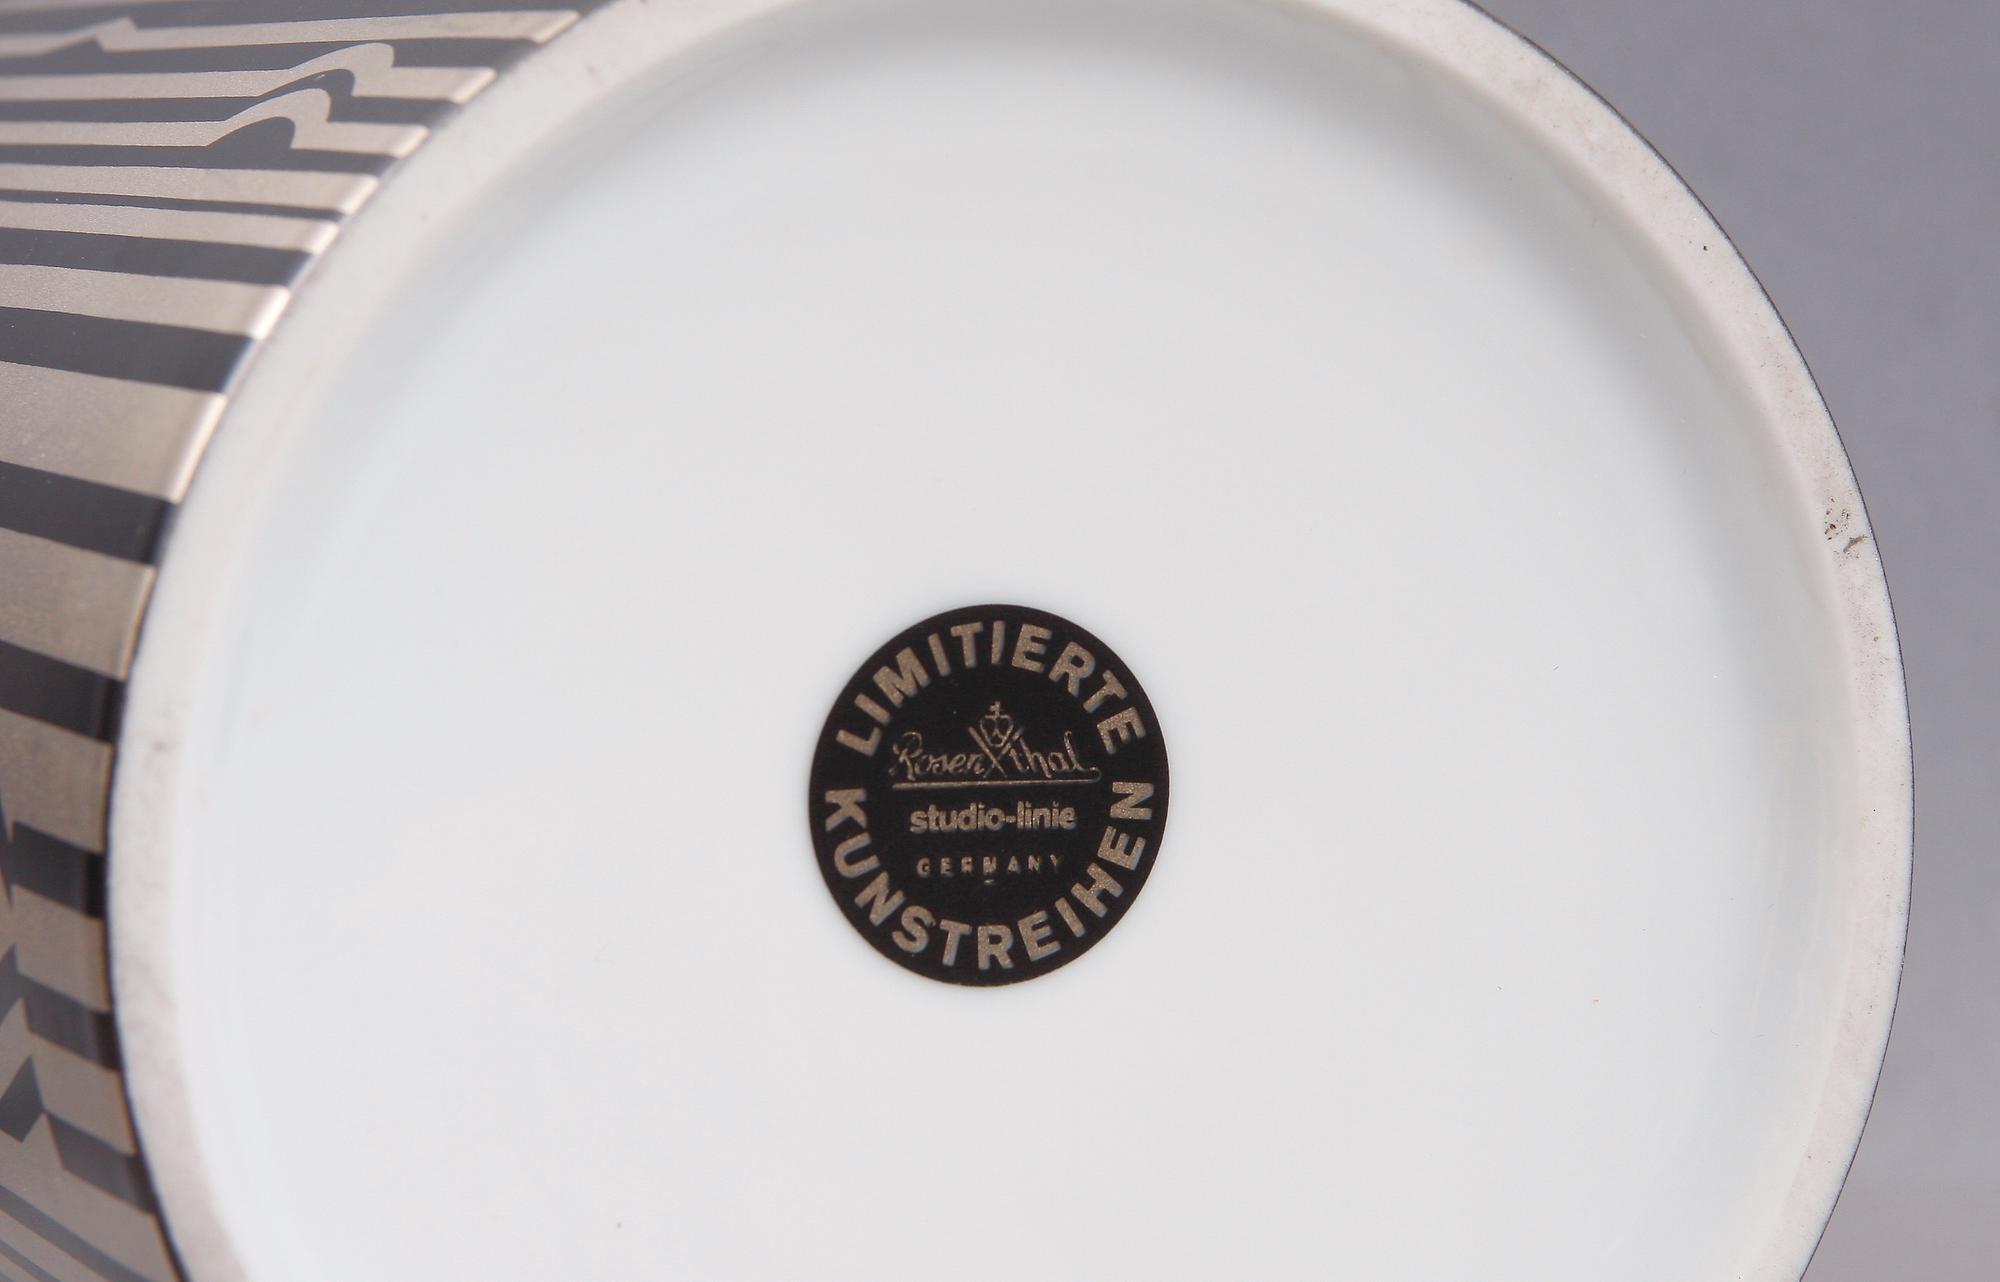 LIMITIERTE
Rosenthal
studio-linie
GERMANY
KUNSTREIHEN